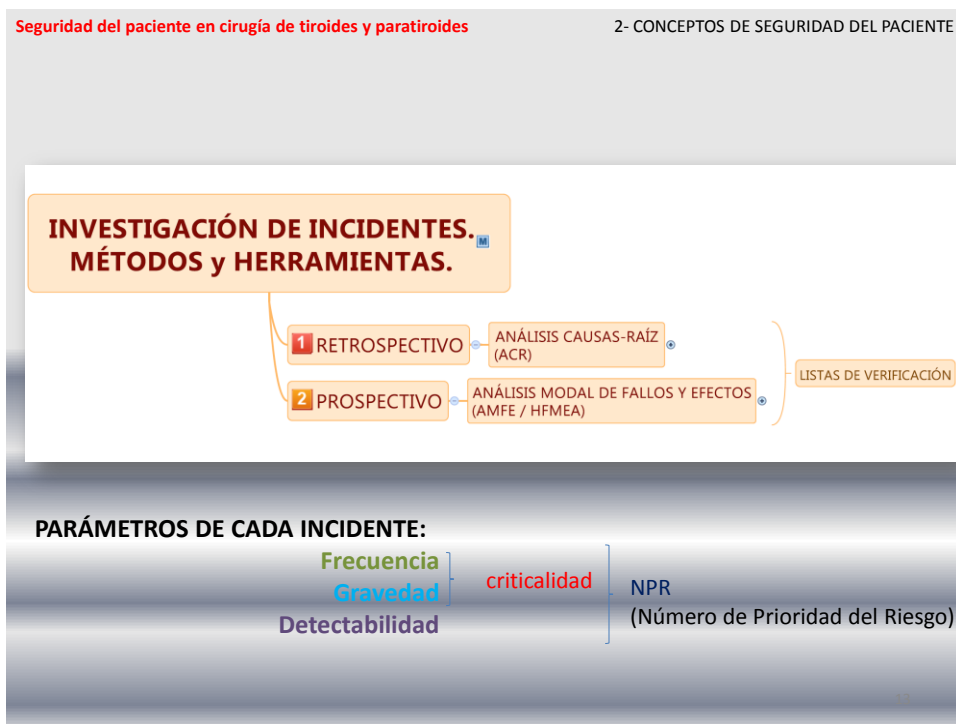 Seguridad del paciente en cirugía de tiroides y paratiroides
2- CONCEPTOS DE SEGURIDAD DEL PACIENTE
INVESTIGACIÓN DE INCIDENTES.
MÉTODOS y HERRAMIENTAS.
M
1 RETROSPECTIVO
ANÁLISIS CAUSAS-RAÍZ
(ACR)
2 PROSPECTIVO
ANÁLISIS MODAL DE FALLOS Y EFECTOS
(AMFE / HFMEA)
LISTAS DE VERIFICACIÓN
PARÁMETROS DE CADA INCIDENTE:
Frecuencia
Gravedad
Detectabilidad
criticalidad
NPR
(Número de Prioridad del Riesgo)